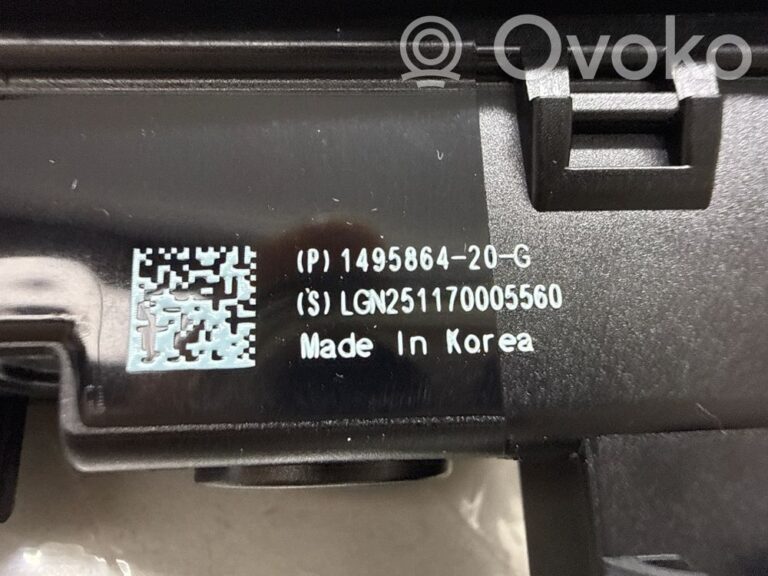 ® Ovoko
(P) 1495864-20-G
(S) LGN251170005560
Made In Korea